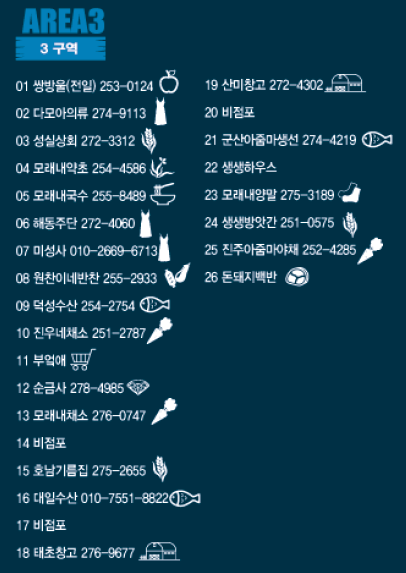 AREA3
3 구역
01 쌍방울(전일) 253-0124
02 다모아의류 274-9113
03 성실상회 272-3312
04 모래내약초 254-4586
05 모래내국수 255-8489
06 해동주단 272-4060
07 미성사 010-2669-6713
08 원찬이네반찬 255-2933
09 덕성수산 254-2754
10 진우네채소 251-2787
11 부엌애
12 순금사 278-4985
13 모래내채소 276-0747
14 비점포
15 호남기름집 275-2655
16 대일수산 010-7551-8822
17 비점포
18 태초창고 276-9677
19 산미창고 272-4302
20 비점포
21 군산아줌마생선 274-4219
22 생생하우스
23 모래내양말 275-3189
24 생생방앗간 251-0575
25 진주아줌마야채 252-4285
26 돈돼지백반